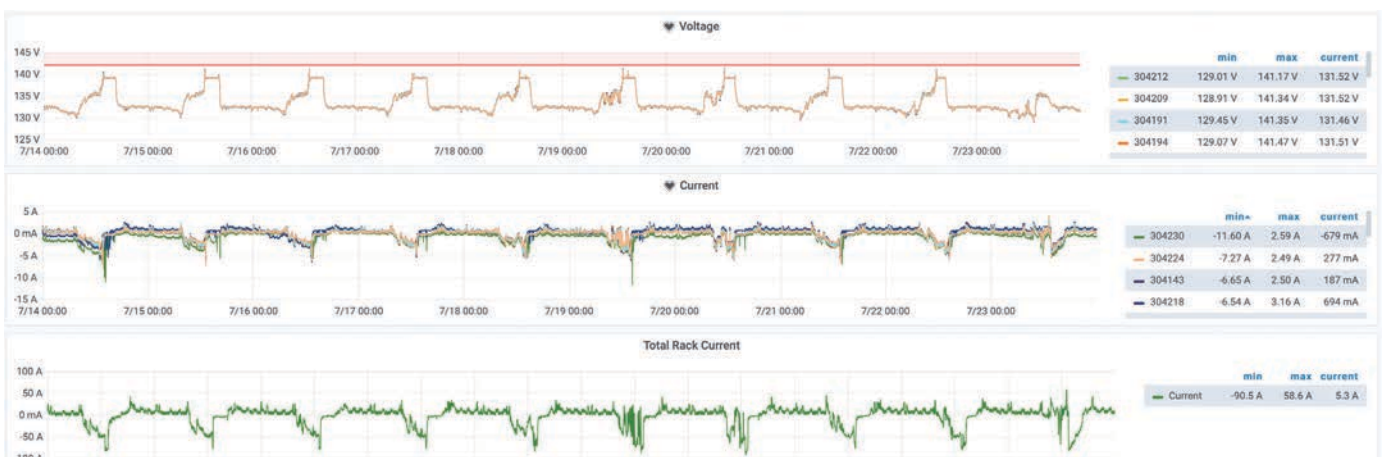 Voltage
145 V
140 V
135 V
130 V
125 V
7/14 00:00 7/15 00:00 7/16 00:00 7/17 00:00 7/18 00:00 7/19 00:00 7/20 00:00 7/21 00:00 7/22 00:00 7/23 00:00
min max current
304212 129.01 V 141.17 V 131.52 V
304209 128.91 V 141.34 V 131.52 V
304191 129.45 V 141.35 V 131.46 V
304194 129.07 V 141.47 V 131.51 V
Current
5 A
0 mA
-5 A
-10 A
-15 A
7/14 00:00 7/15 00:00 7/16 00:00 7/17 00:00 7/18 00:00 7/19 00:00 7/20 00:00 7/21 00:00 7/22 00:00 7/23 00:00
min max current
304230 -11.60 A 2.59 A -679 mA
304224 -7.27 A 2.49 A 277 mA
304143 -6.65 A 2.50 A 187 mA
304218 -6.54 A 3.16 A 694 mA
Total Rack Current
100 A
50 A
0 mA
-50 A
-100 A
min max current
Current -90.5 A 58.6 A 5.3 A